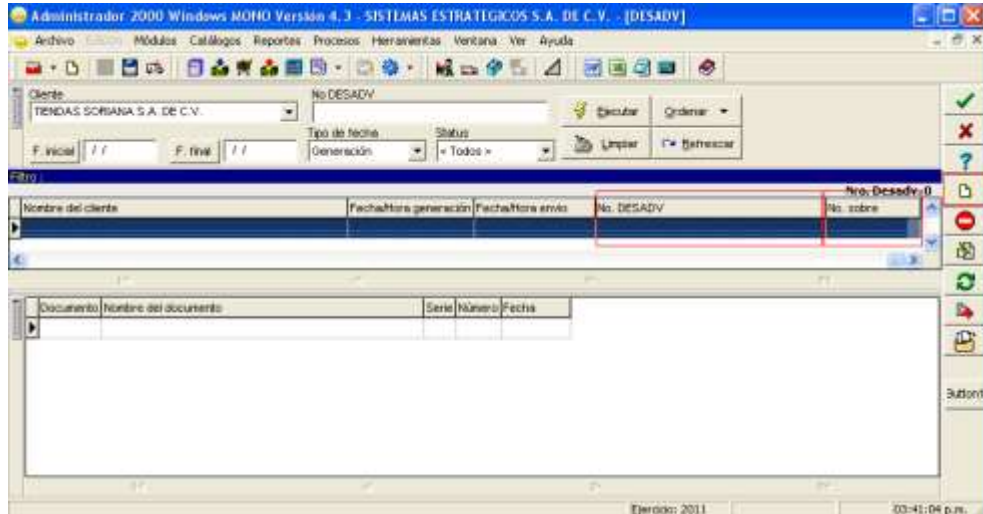 Administrador 2000 Windows MONO Versión 4.3 - SISTEMAS ESTRATEGICOS S.A. DE C.V. - [DESADV]
Archivo Edición Módulos Catálogos Reportes Procesos Herramientas Ventana Ver Ayuda
Cliente No DESADV
TIENDAS SORIANA S.A. DE C.V. Ejecutar Ordenar
Tipo de fecha Status
F. inicial / / F. final / / Generación < Todos > Limpiar Refrescar
Filtro :
Nro. Desadv. 0
Nombre del cliente Fecha/Hora generación Fecha/Hora envío No. DESADV No. sobre
Documento Nombre del documento Serie Número Fecha
Button1
Ejercicio: 2011 03:41:04 p.m.